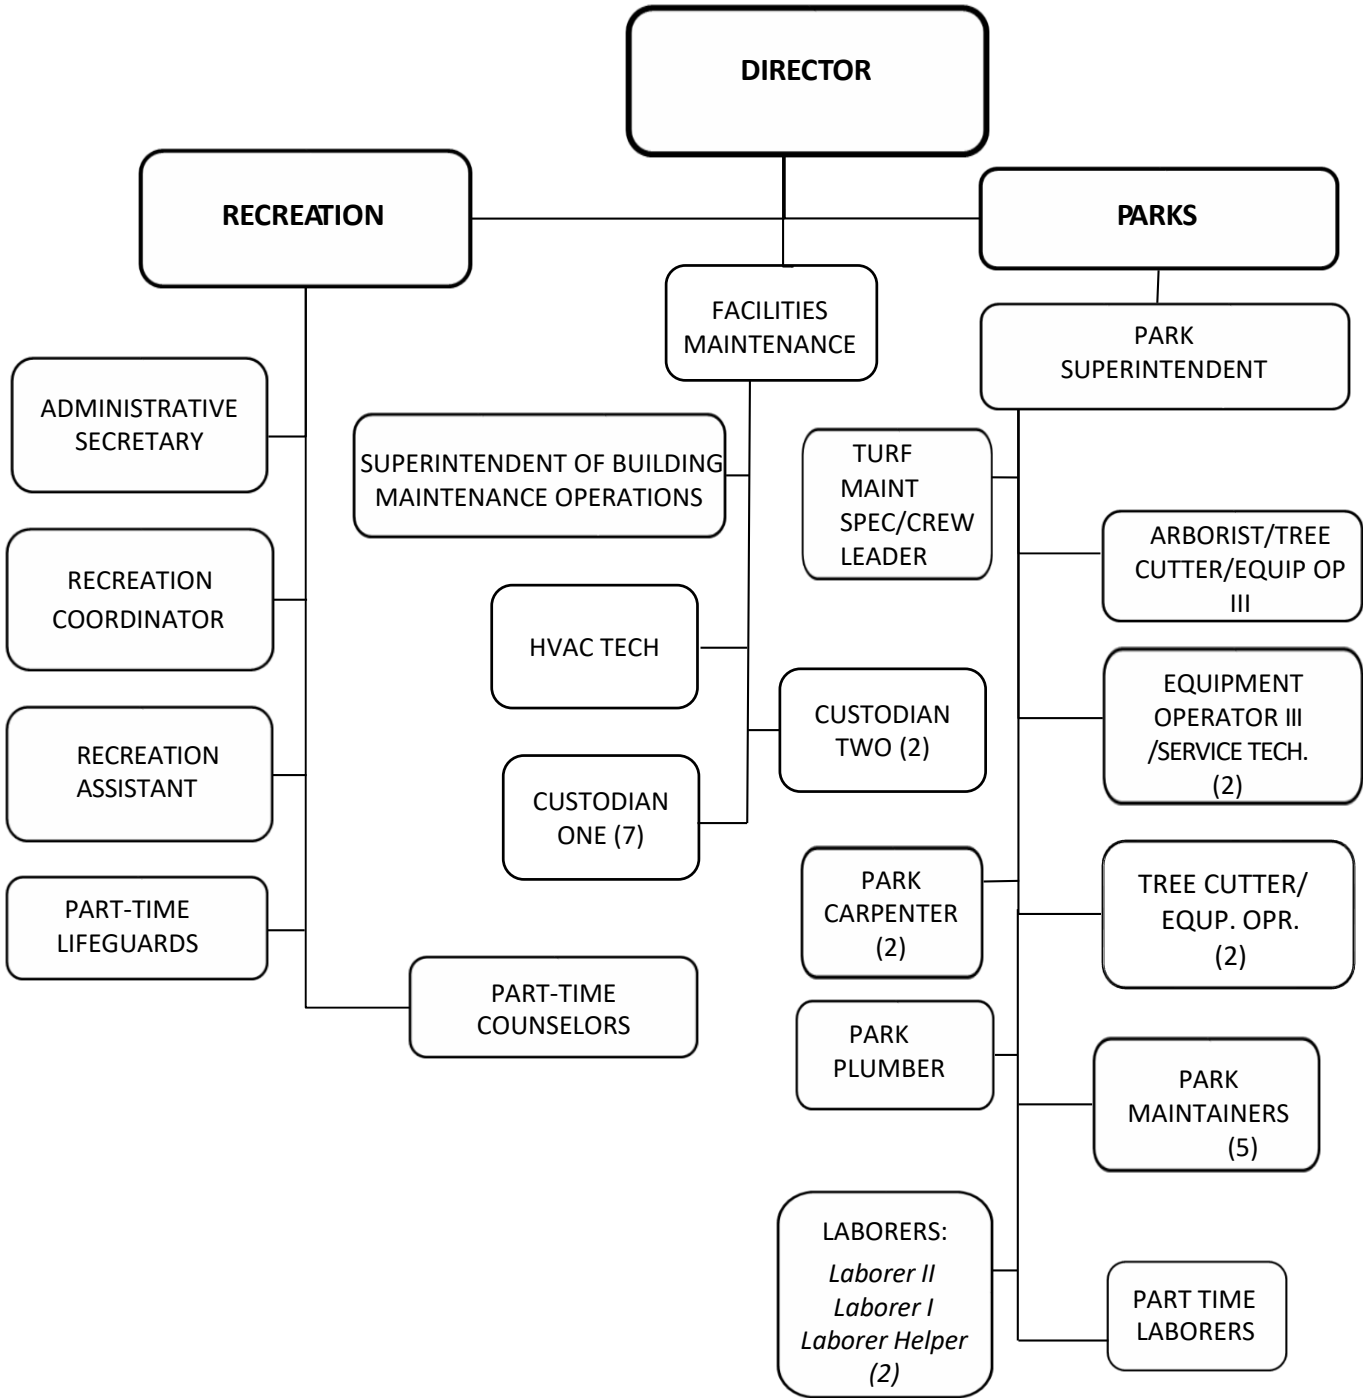 DIRECTOR
RECREATION
PARKS
FACILITIES
MAINTENANCE
PARK
SUPERINTENDENT
ADMINISTRATIVE
SECRETARY
SUPERINTENDENT OF BUILDING
MAINTENANCE OPERATIONS
TURF
MAINT
SPEC/CREW
LEADER
ARBORIST/TREE
CUTTER/EQUIP OP
III
RECREATION
COORDINATOR
HVAC TECH
EQUIPMENT
OPERATOR III
/SERVICE TECH.
(2)
CUSTODIAN
TWO (2)
RECREATION
ASSISTANT
CUSTODIAN
ONE (7)
PARK
CARPENTER
(2)
TREE CUTTER/
EQUP. OPR.
(2)
PART-TIME
LIFEGUARDS
PART-TIME
COUNSELORS
PARK
PLUMBER
PARK
MAINTAINERS
(5)
LABORERS:
Laborer II
Laborer I
Laborer Helper
(2)
PART TIME
LABORERS